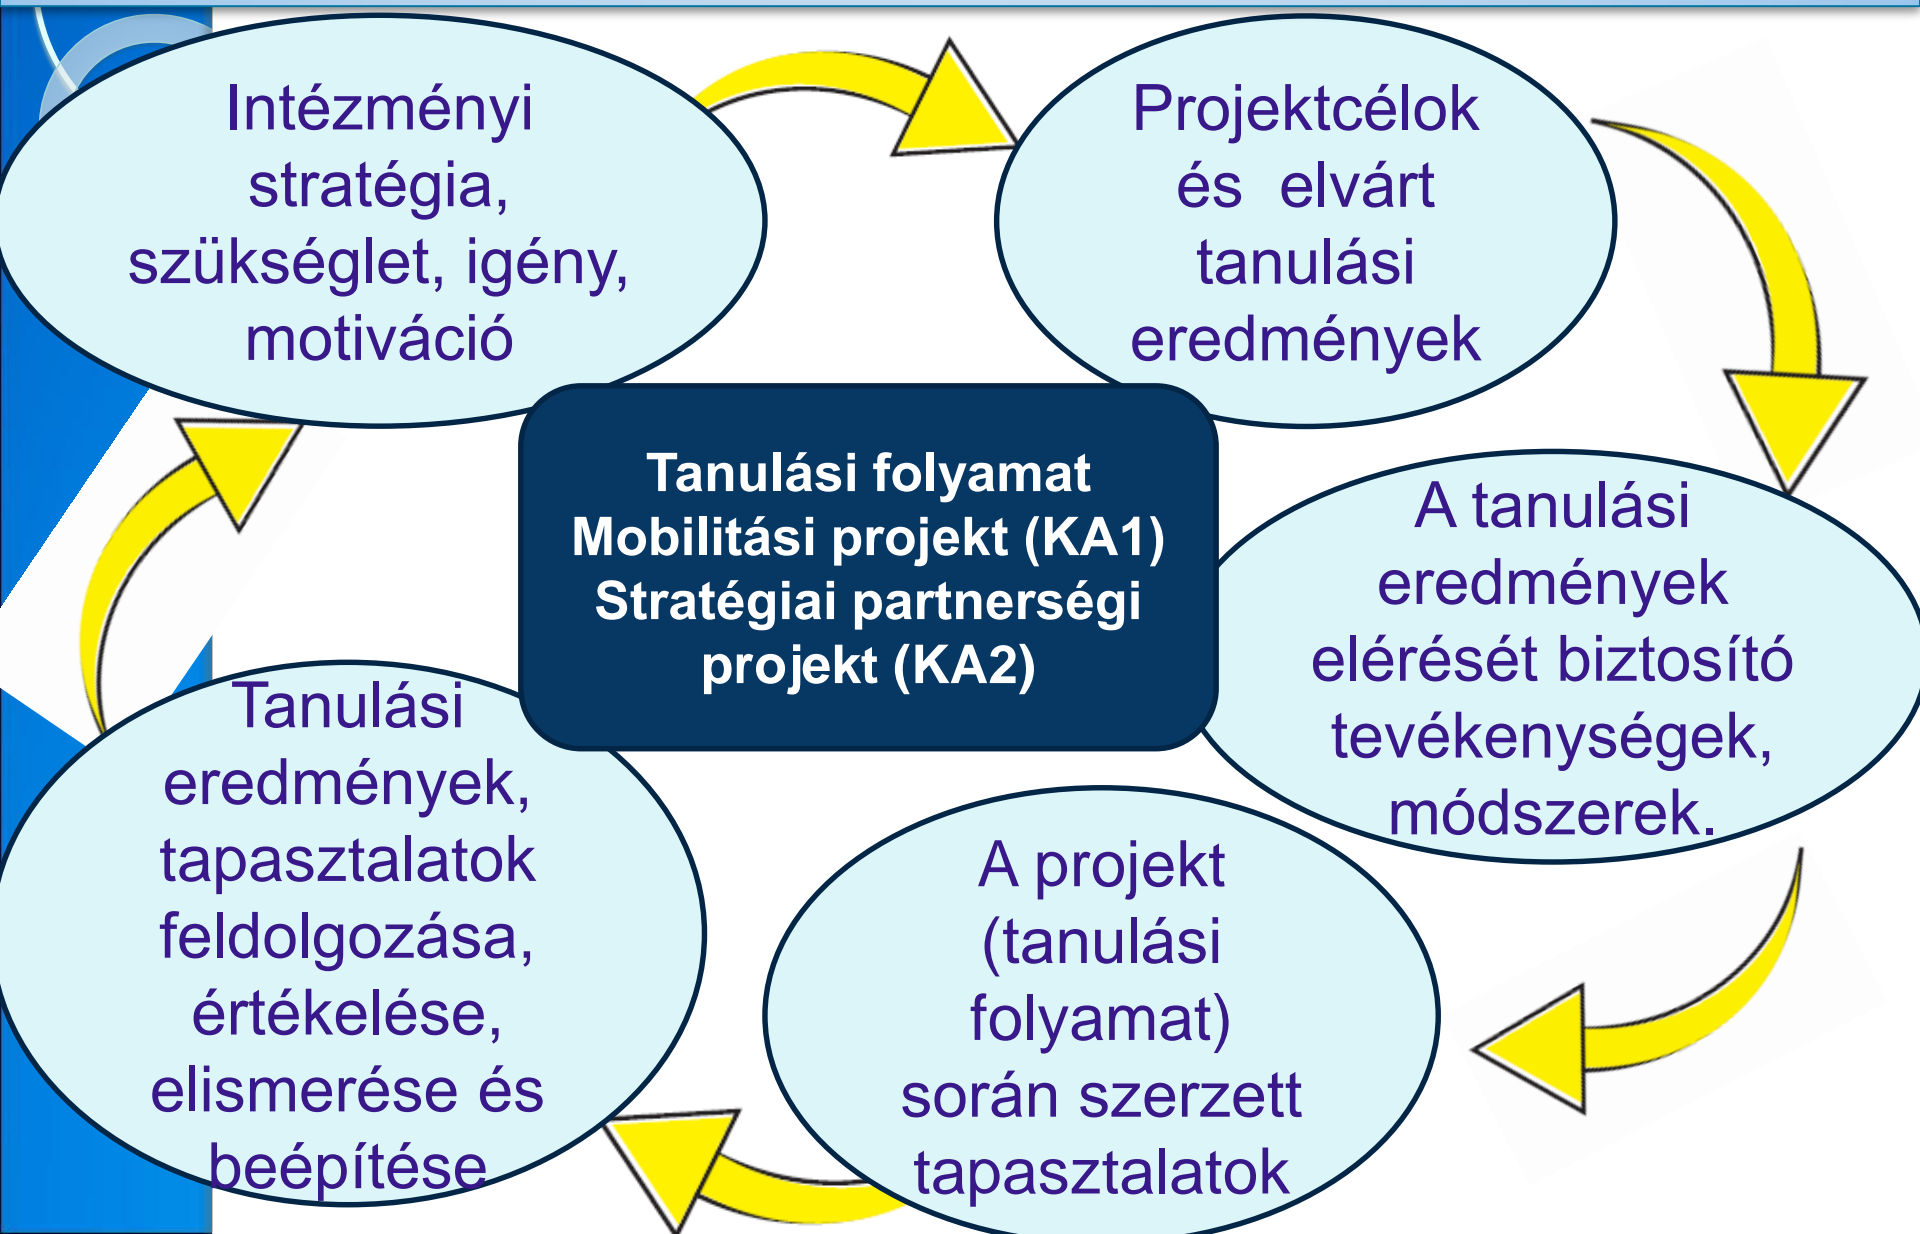 Intézményi
stratégia,
szükséglet, igény,
motiváció
Projektcélok
és elvárt
tanulási
eredmények
Tanulási folyamat
Mobilitási projekt (KA1)
Stratégiai partnerségi
projekt (KA2)
A tanulási
eredmények
elérését biztosító
tevékenységek,
módszerek.
A projekt
(tanulási
folyamat)
során szerzett
tapasztalatok
Tanulási
eredmények,
tapasztalatok
feldolgozása,
értékelése,
elismerése és
beépítése